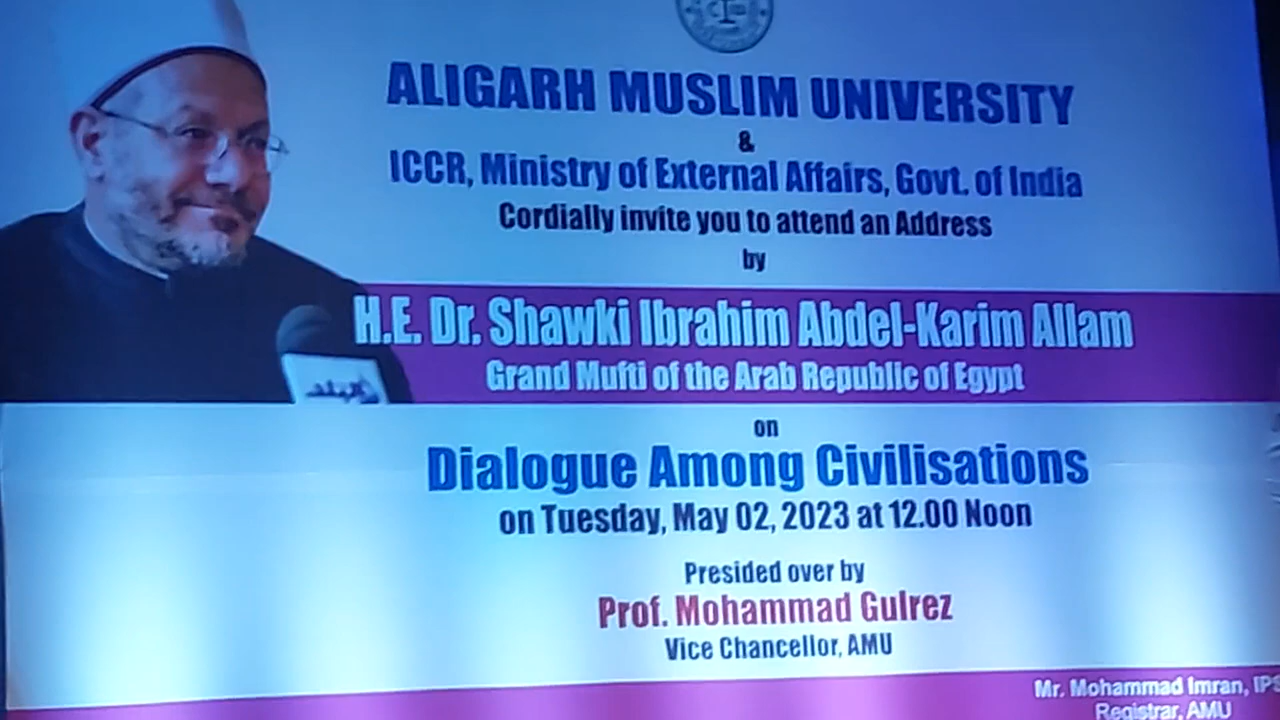 ALIGARH MUSLIM UNIVERSITY
&
ICCR, Ministry of External Affairs, Govt. of India
Cordially invite you to attend an Address
by
H.E. Dr. Shawki Ibrahim Abdel-Karim Allam
Grand Mufti of the Arab Republic of Egypt
on
Dialogue Among Civilisations
on Tuesday, May 02, 2023 at 12.00 Noon
Presided over by
Prof. Mohammad Gulrez
Vice Chancellor, AMU
Mr. Mohammad Imran, IPS
Registrar, AMU